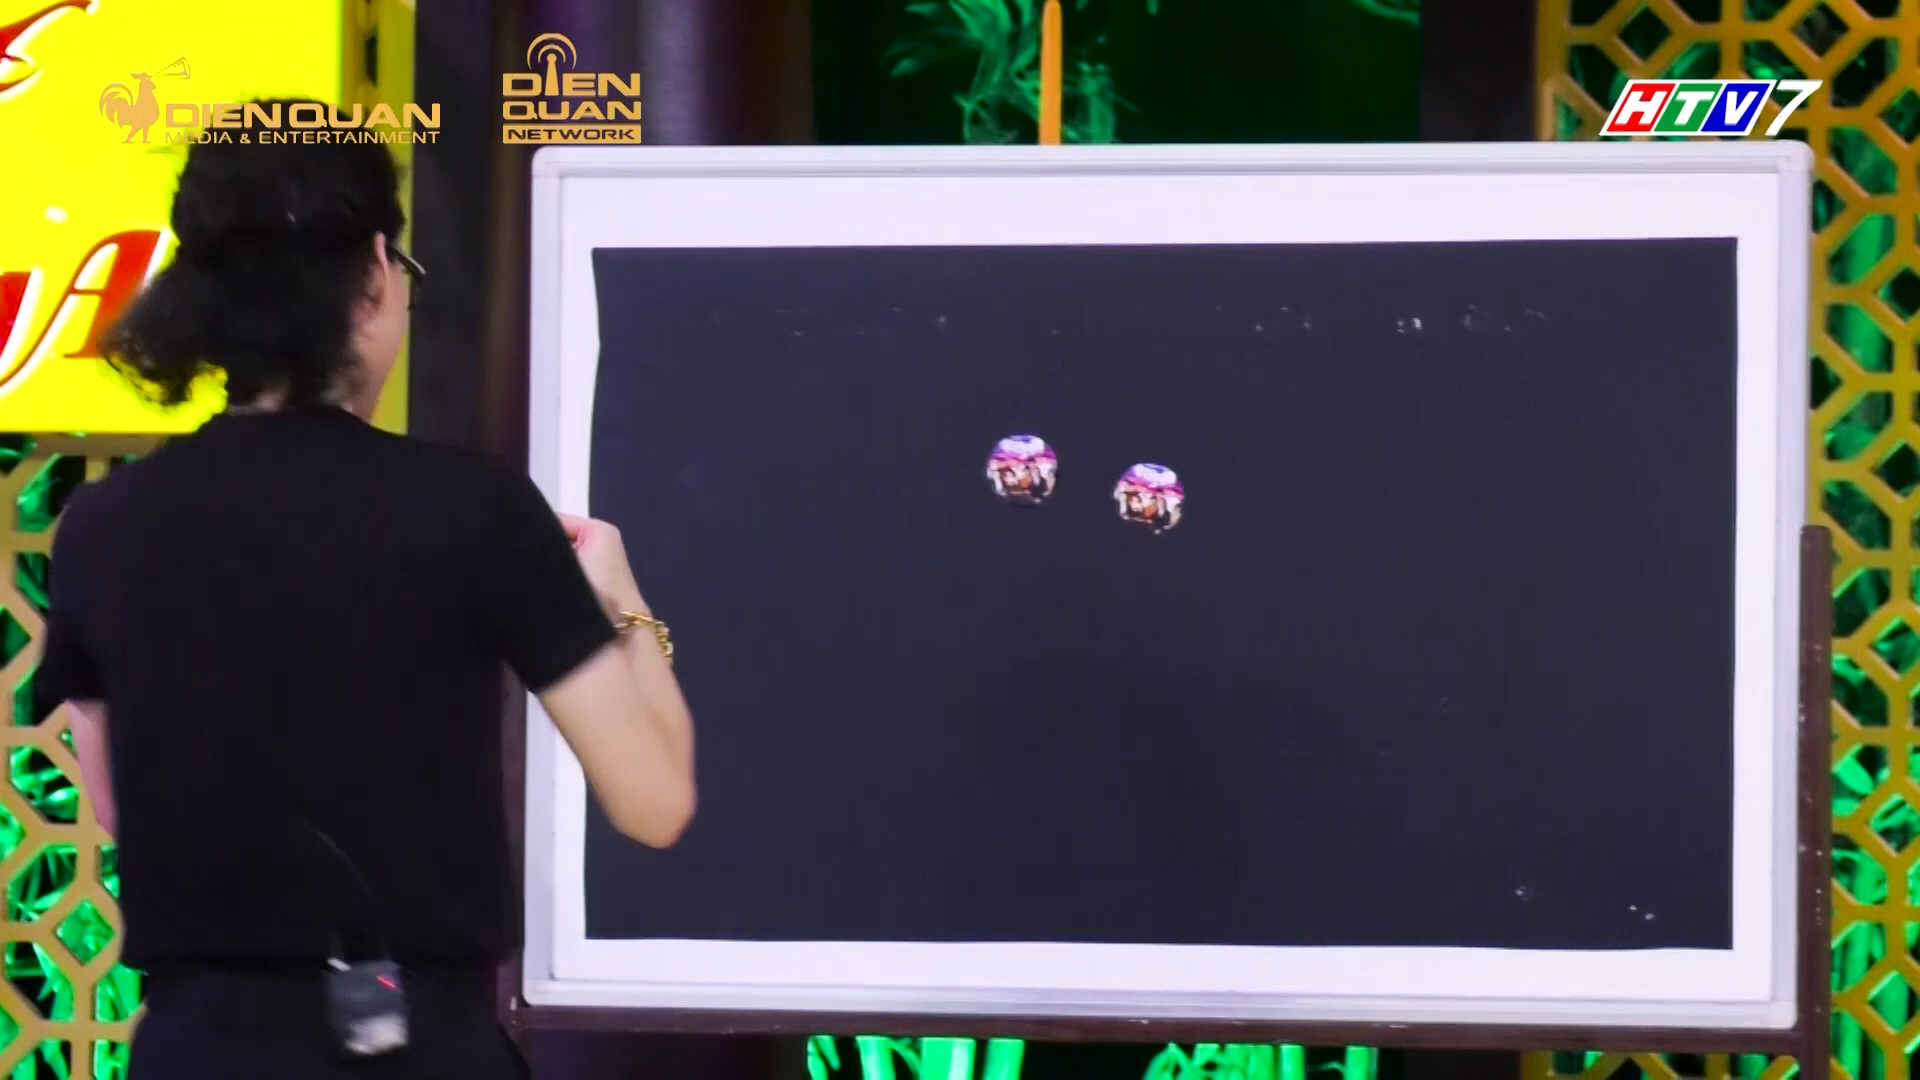 DIEN QUAN
MEDIA & ENTERTAINMENT
DIEN
QUAN
NETWORK
HTV7